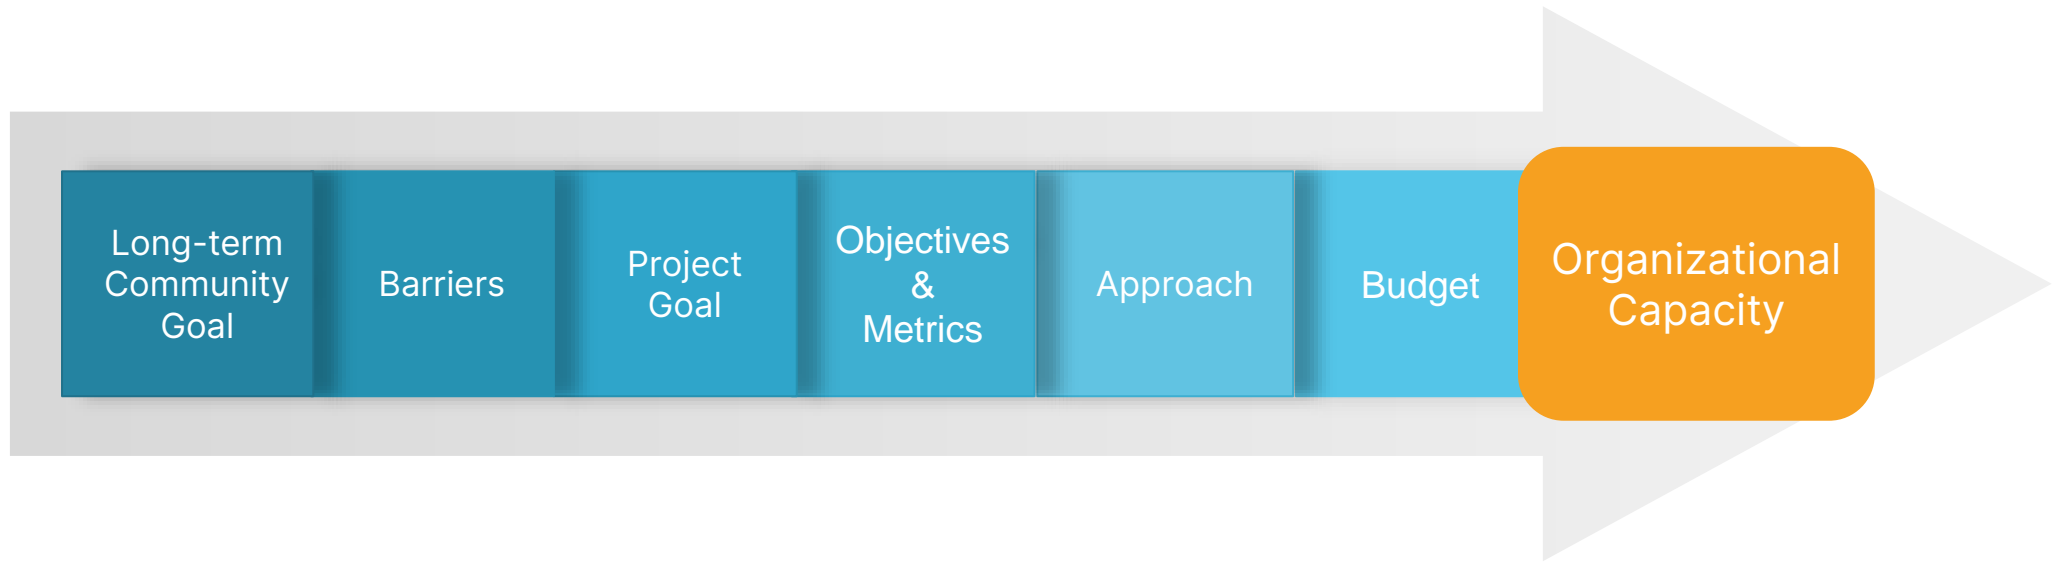 Long-term
Community
Goal
Barriers
Project
Goal
Objectives
&
Metrics
Approach
Budget
Organizational
Capacity